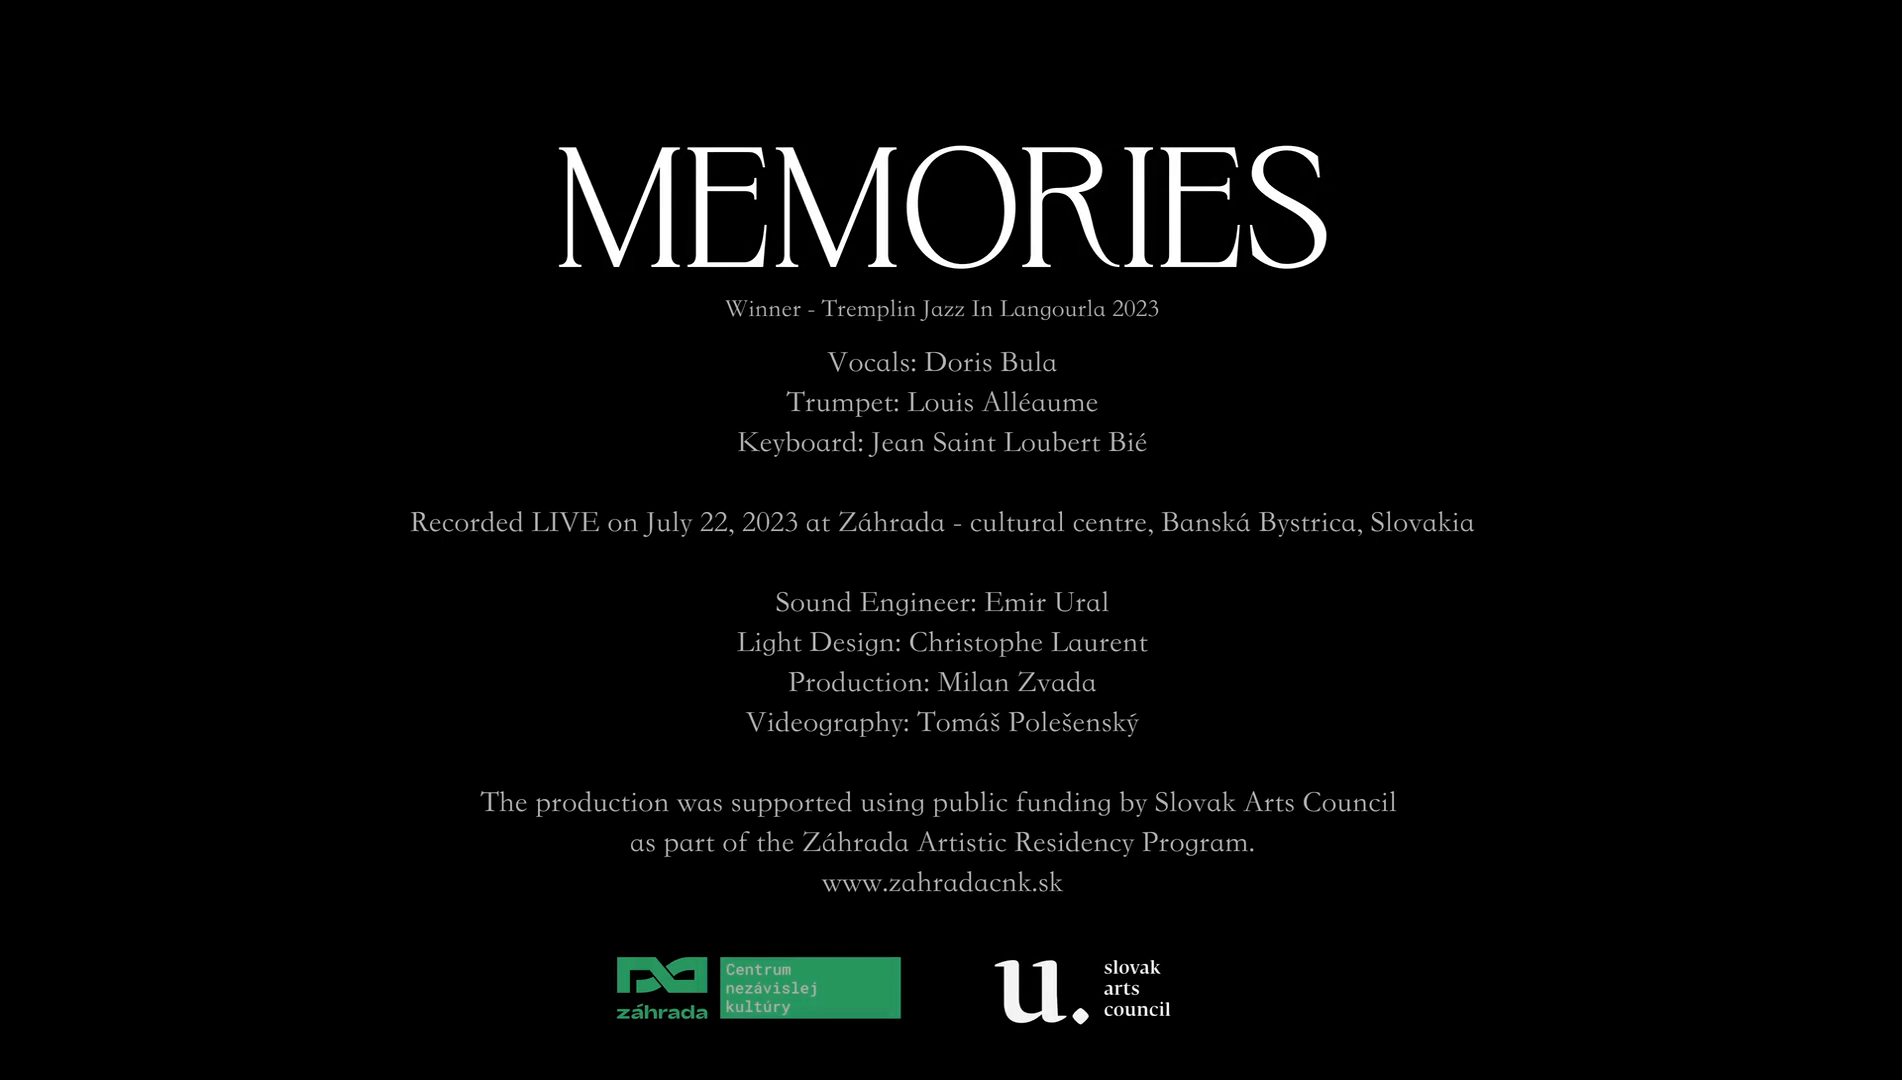 MEMORIES
Winner - Tremplin Jazz In Langourla 2023
Vocals: Doris Bula
Trumpet: Louis Alléaume
Keyboard: Jean Saint Loubert Bié
Recorded LIVE on July 22, 2023 at Záhrada - cultural centre, Banská Bystrica, Slovakia
Sound Engineer: Emir Ural
Light Design: Christophe Laurent
Production: Milan Zvada
Videography: Tomáš Polešenský
The production was supported using public funding by Slovak Arts Council
as part of the Záhrada Artistic Residency Program.
www.zahradacnk.sk
záhrada
Centrum
nezávislej
kultúry
u.
slovak
arts
council